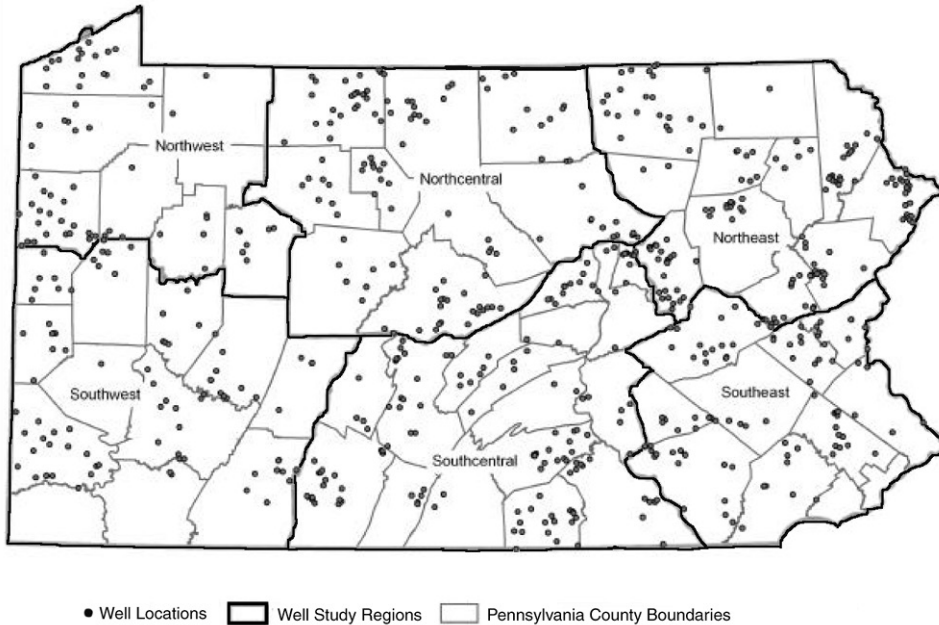 Northwest
Northcentral
Northeast
Southwest
Southeast
Southcentral
Well Locations Well Study Regions Pennsylvania County Boundaries